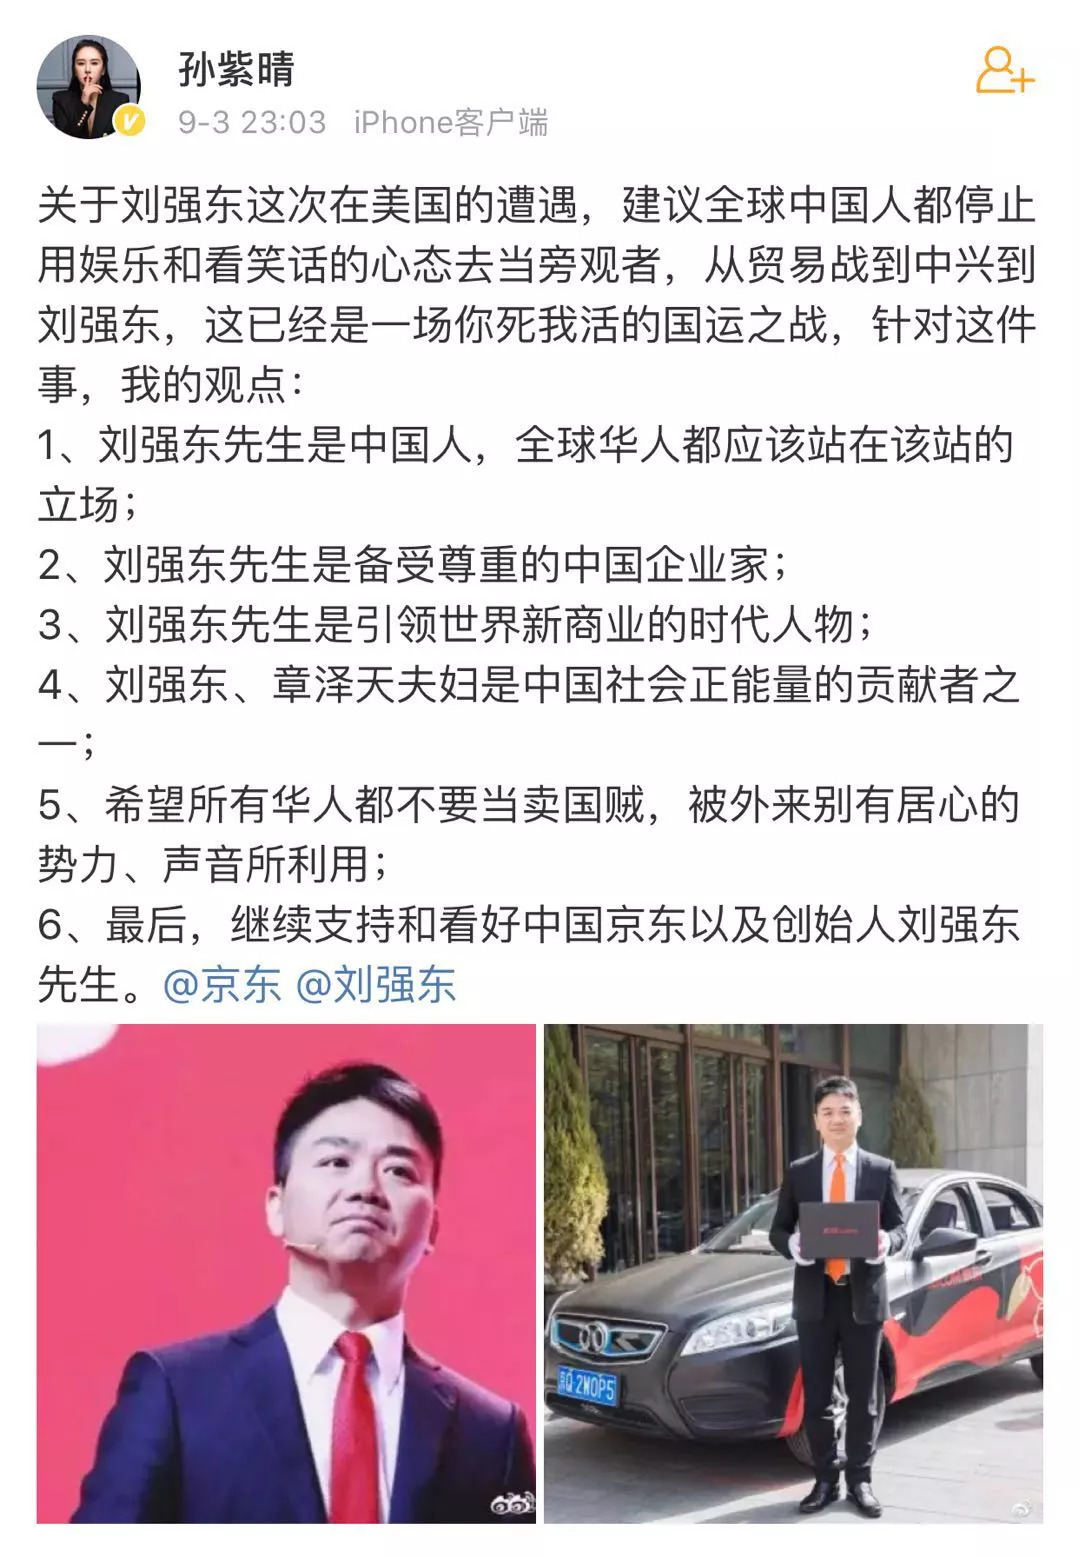 孙紫晴
9-3 23:03 iPhone客户端
关于刘强东这次在美国的遭遇，建议全球中国人都停止
用娱乐和看笑话的心态去当旁观者，从贸易战到中兴到
刘强东，这已经是一场你死我活的国运之战，针对这件
事，我的观点：
1、刘强东先生是中国人，全球华人都应该站在该站的
立场；
2、刘强东先生是备受尊重的中国企业家；
3、刘强东先生是引领世界新商业的时代人物；
4、刘强东、章泽天夫妇是中国社会正能量的贡献者之
一；
5、希望所有华人都不要当卖国贼，被外来别有居心的
势力、声音所利用；
6、最后，继续支持和看好中国京东以及创始人刘强东
先生。@京东 @刘强东
Q·2W0P5